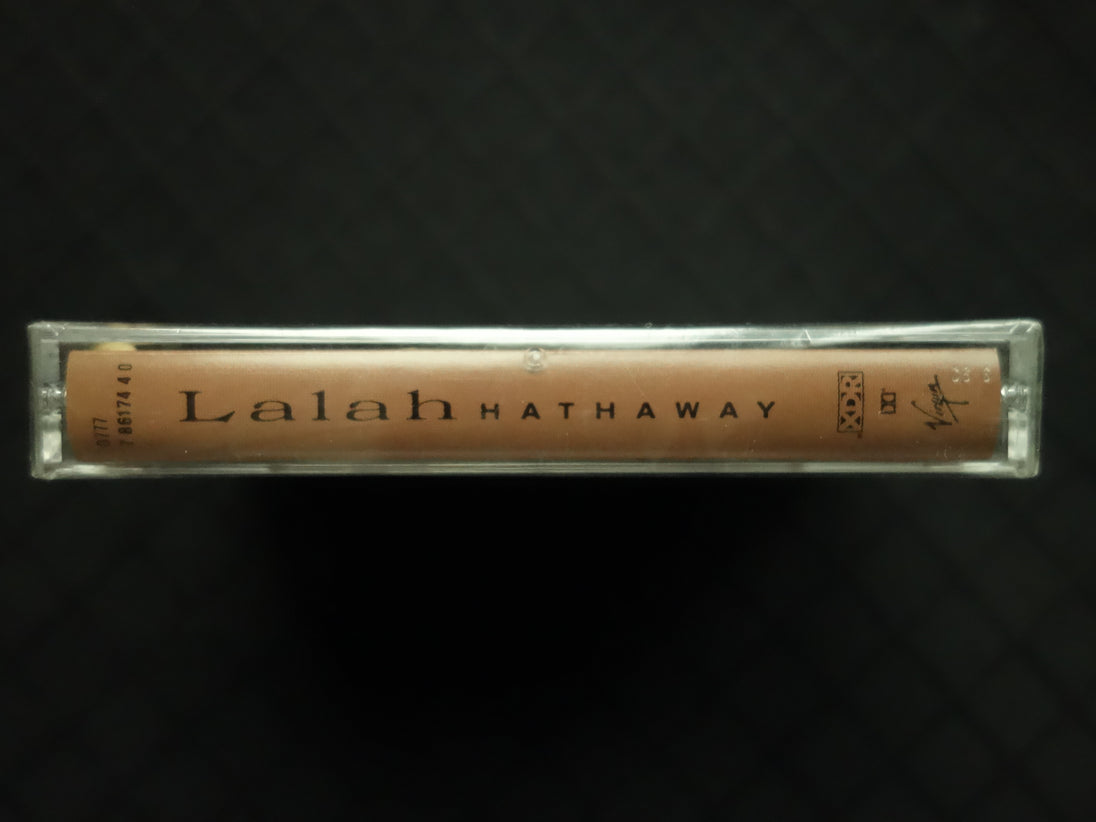 0777
7 86174 4 0
Lalah HATHAWAY
XDR
Virgin